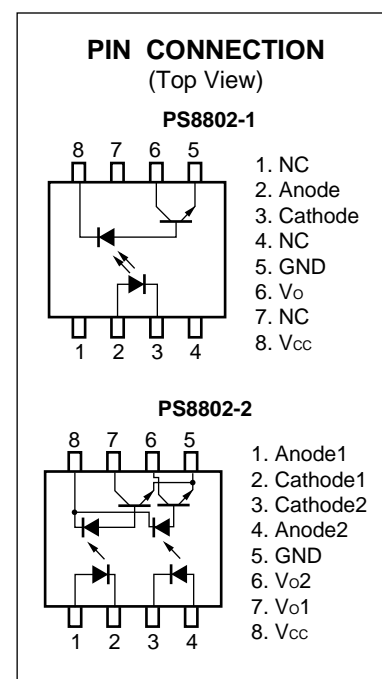 PIN CONNECTION
(Top View)
PS8802-1
8 7 6 5
1. NC
2. Anode
3. Cathode
4. NC
5. GND
6. VO
7. NC
8. VCC
1 2 3 4
PS8802-2
8 7 6 5
1. Anode1
2. Cathode1
3. Cathode2
4. Anode2
5. GND
6. VO2
7. VO1
8. VCC
1 2 3 4